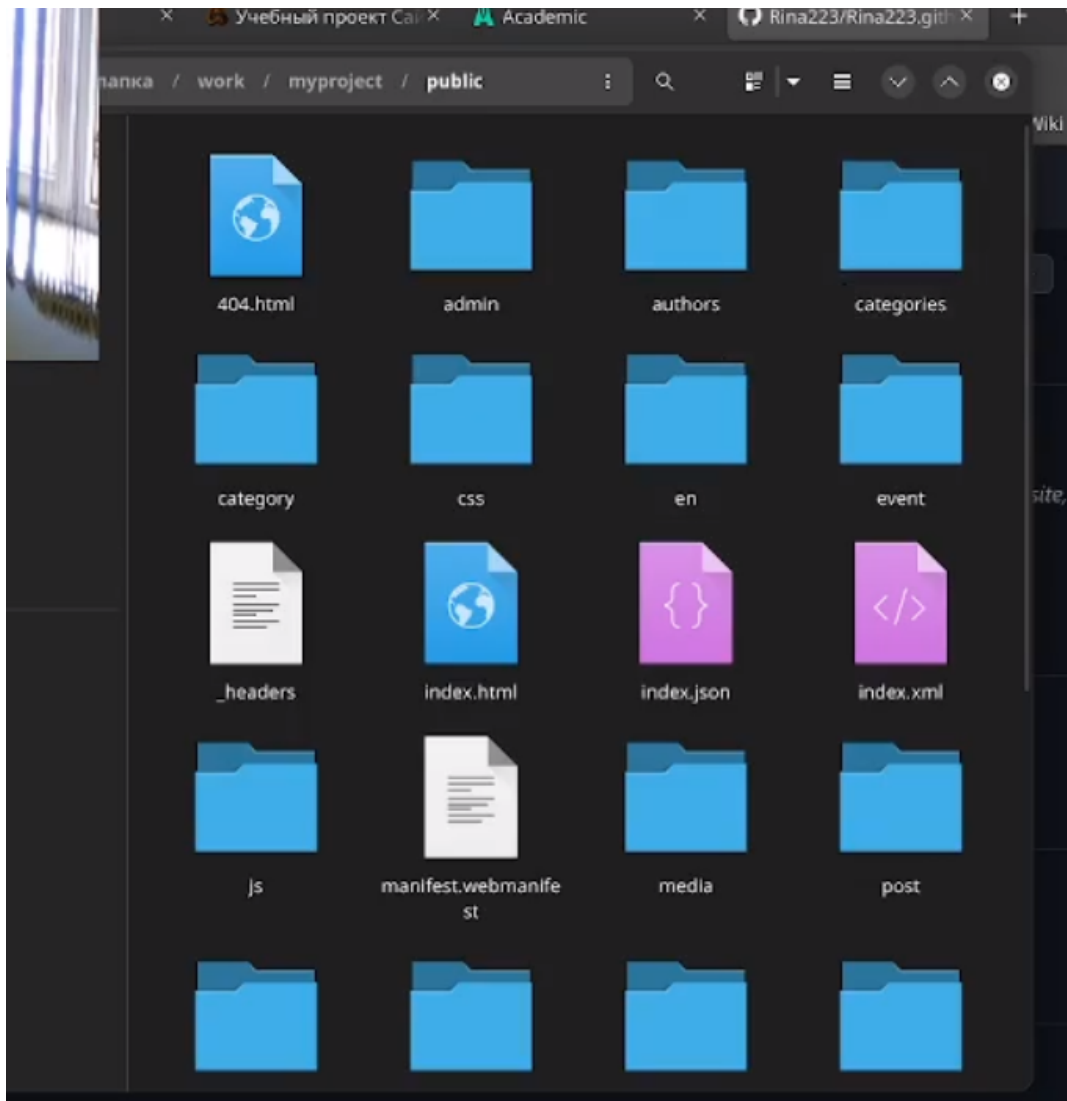 Учебный проект Сай
Academic
Rina223/Rina223.gith
папка / work / myproject / public
Wiki
404.html
admin
authors
categories
category
css
en
event
site,
_headers
index.html
index.json
index.xml
js
manifest.webmanife
st
media
post